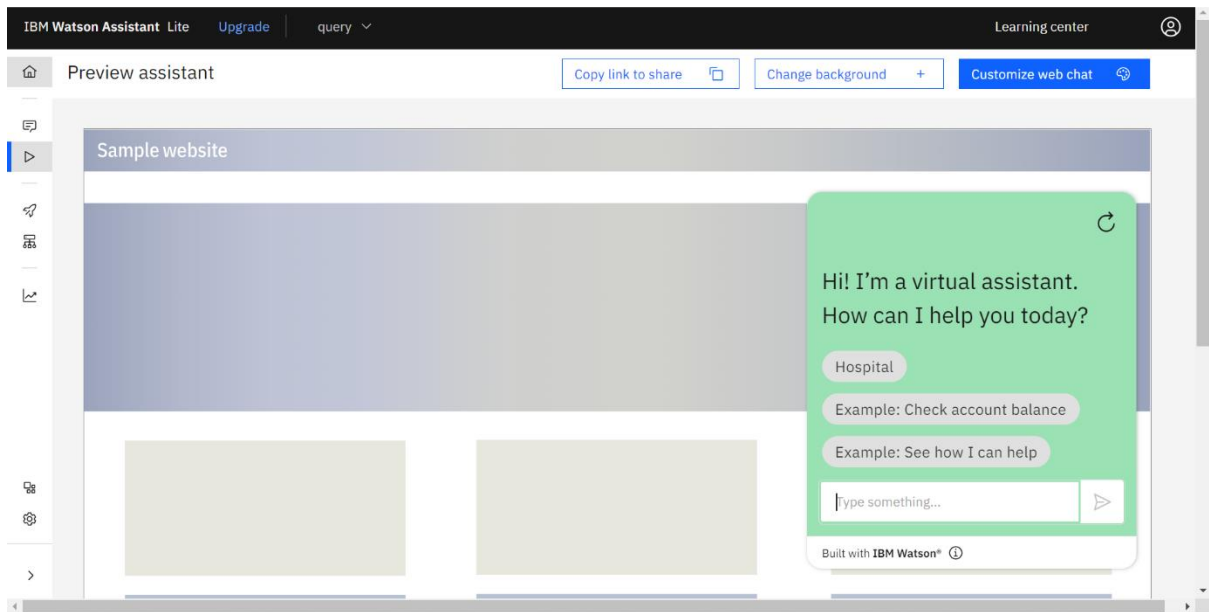 IBM Watson Assistant Lite Upgrade query Learning center
Preview assistant Copy link to share Change background + Customize web chat
Sample website
Hi! I'm a virtual assistant.
How can I help you today?
Hospital
Example: Check account balance
Example: See how I can help
Type something...
Built with IBM Watson®